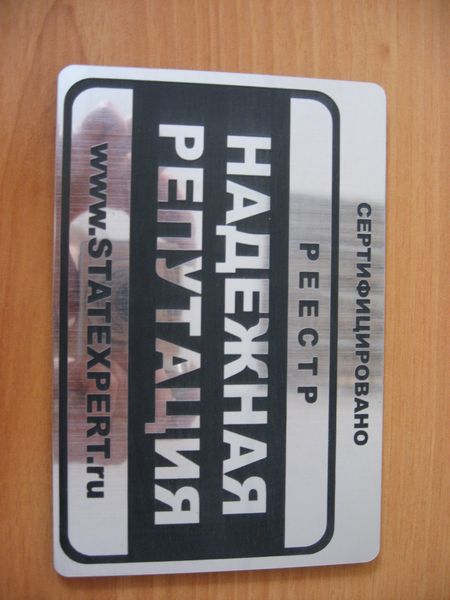 СЕРТИФИЦИРОВАНО
РЕЕСТР
НАДЕЖНАЯ
РЕПУТАЦИЯ
www.STATEXPERT.ru